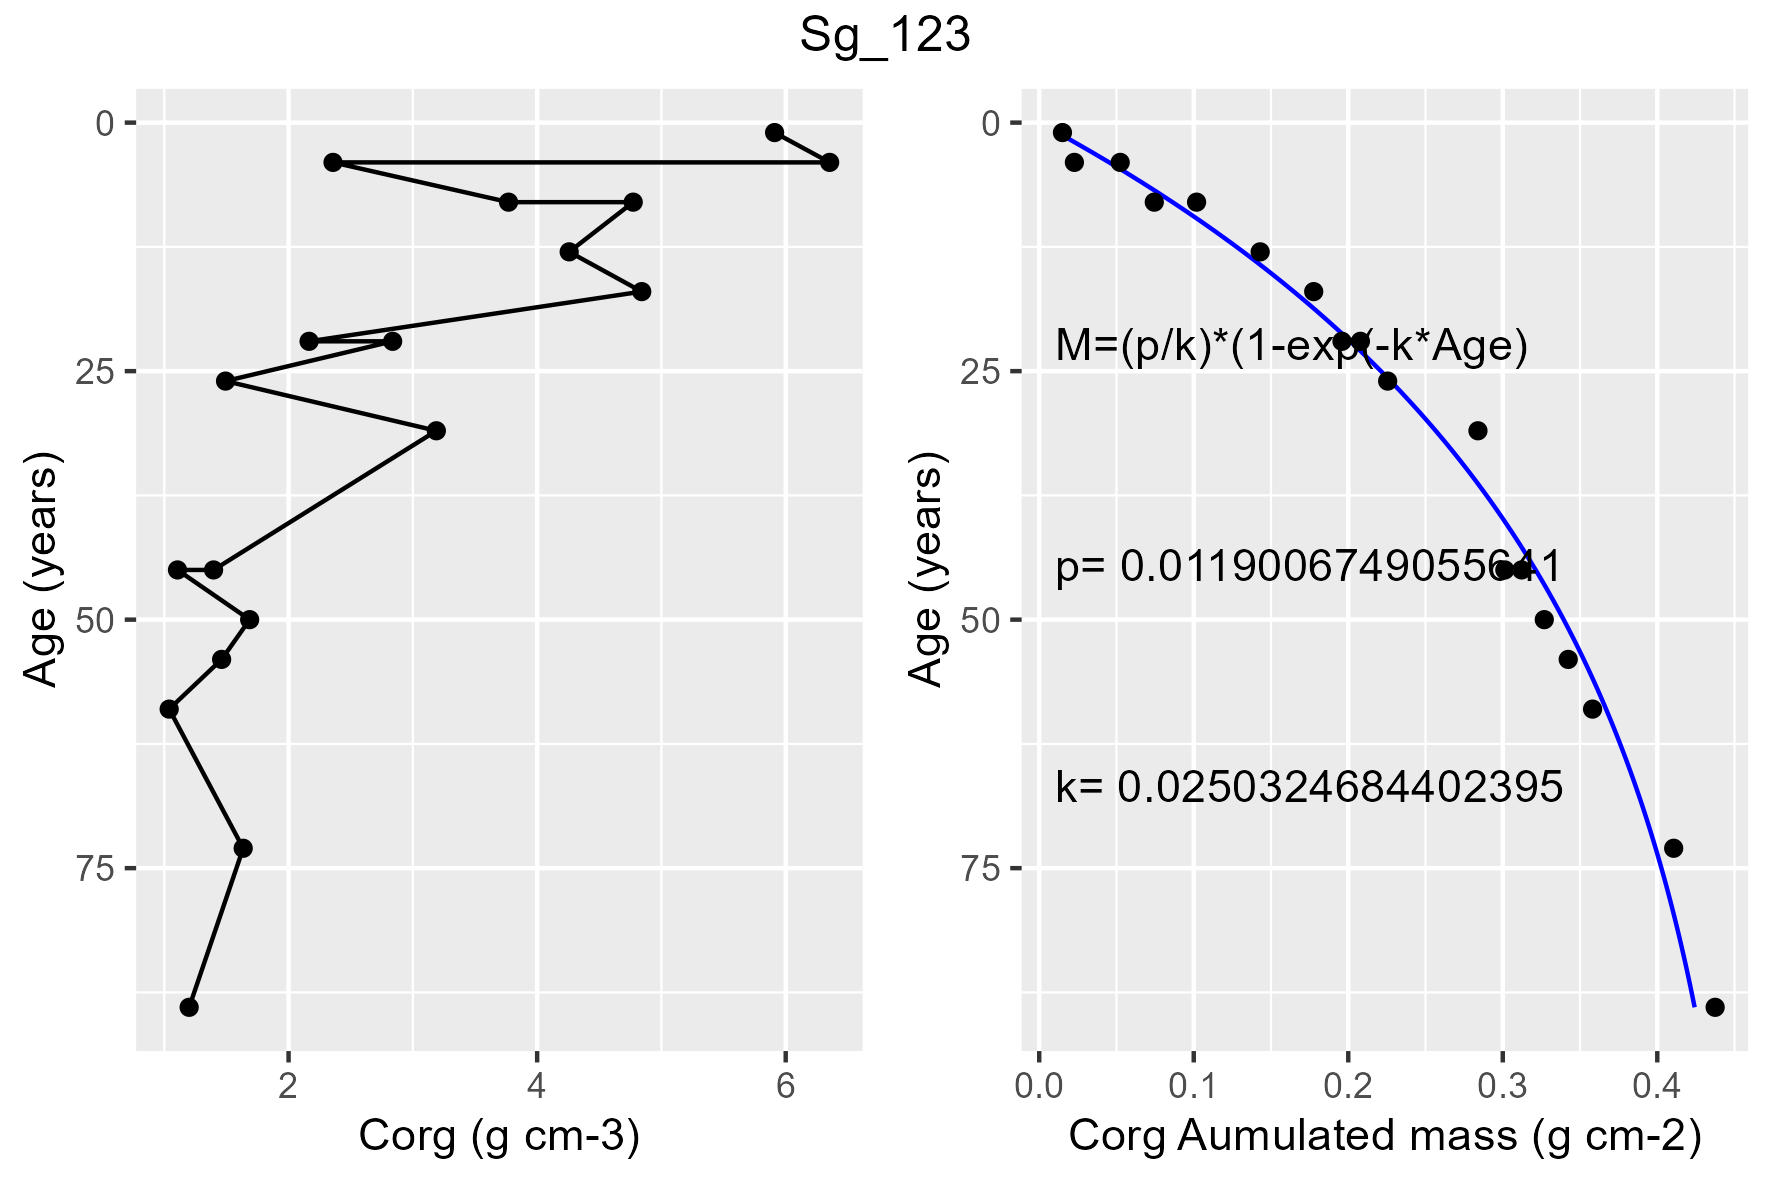 Sg_123
0
25
50
75
Age (years)
2 4 6
Corg (g cm-3)
0
25
50
75
Age (years)
M=(p/k)*(1-exp(-k*Age)
p= 0.0119006749055641
k= 0.0250324684402395
0.0 0.1 0.2 0.3 0.4
Corg Aumulated mass (g cm-2)